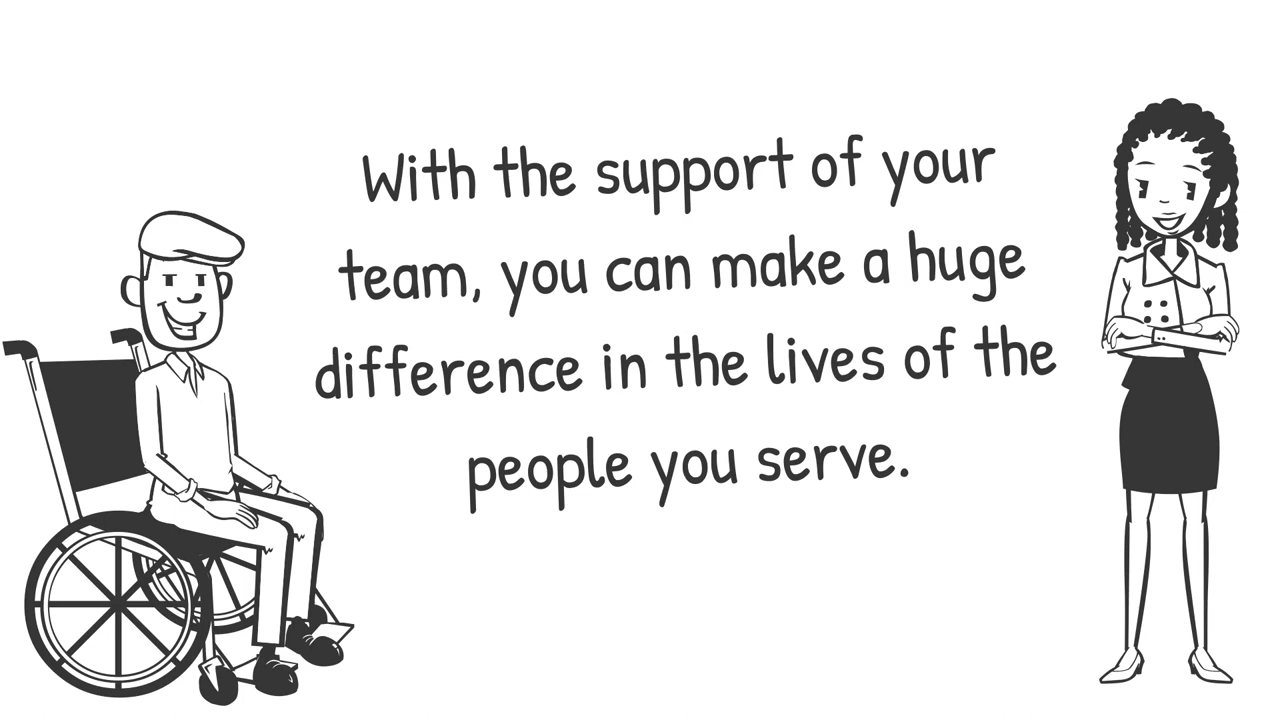 With the support of your
team, you can make a huge
difference in the lives of the
people you serve.